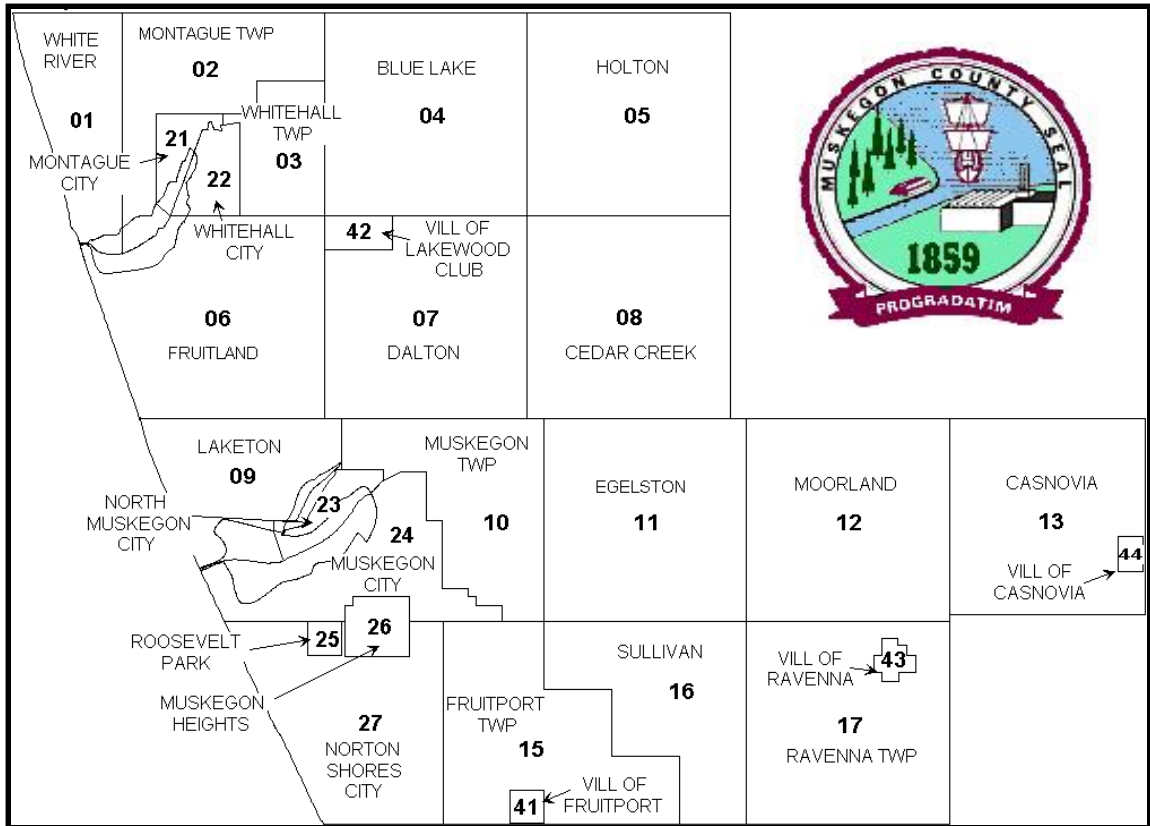 WHITE
RIVER
01
MONTAGUE TWP
02
BLUE LAKE
04
HOLTON
05
WHITEHALL
TWP
03
21
MONTAGUE
CITY
22
WHITEHALL
CITY
42
VILL OF
LAKEWOOD
CLUB
06
FRUITLAND
07
DALTON
08
CEDAR CREEK
MUSKEGON COUNTY SEAL
1859
PROGRADATIM
LAKETON
09
NORTH
MUSKEGON
CITY
23
24
MUSKEGON
CITY
MUSKEGON
TWP
10
EGELSTON
11
MOORLAND
12
CASNOVIA
13
44
VILL OF
CASNOVIA
ROOSEVELT
PARK
25
26
MUSKEGON
HEIGHTS
27
NORTON
SHORES
CITY
FRUITPORT
TWP
15
41
VILL OF
FRUITPORT
SULLIVAN
16
VILL OF
RAVENNA
43
17
RAVENNA TWP